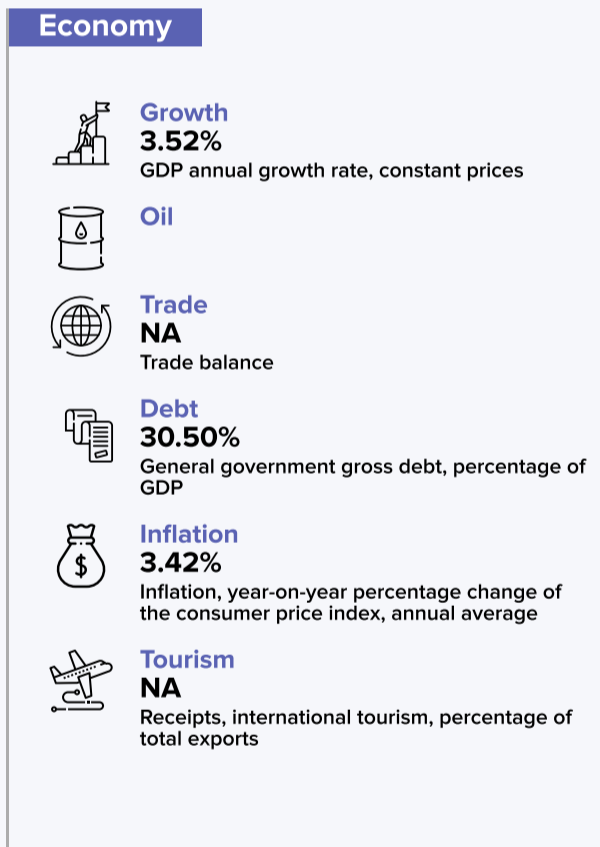 Economy
Growth
3.52%
GDP annual growth rate, constant prices
Oil
Trade
NA
Trade balance
Debt
30.50%
General government gross debt, percentage of
GDP
$
Inflation
3.42%
Inflation, year-on-year percentage change of
the consumer price index, annual average
Tourism
NA
Receipts, international tourism, percentage of
total exports